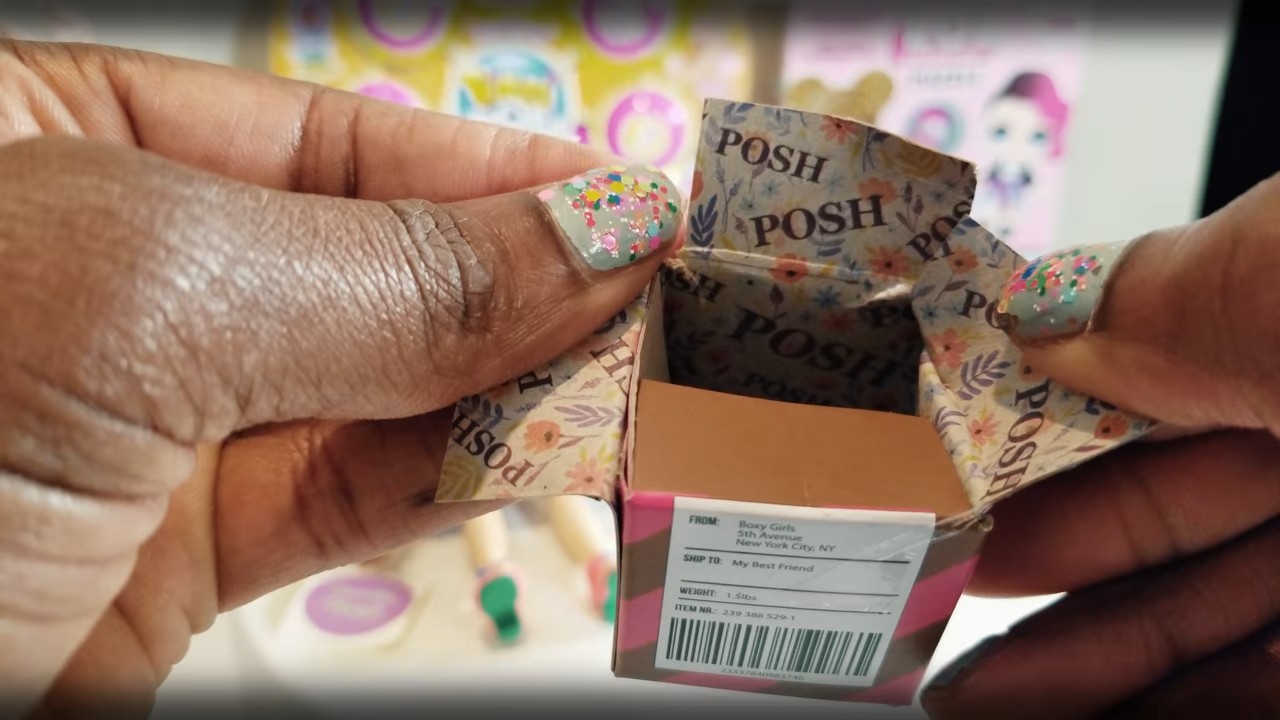 POSH
POSH
POSH
POSH
POSH
POSH
POSH
POSH
FROM: Boxy Girls
5th Avenue
New York City, NY
SHIP TO: My Best Friend
WEIGHT: 1.5lbs
ITEM NR.: 239 386 529-1